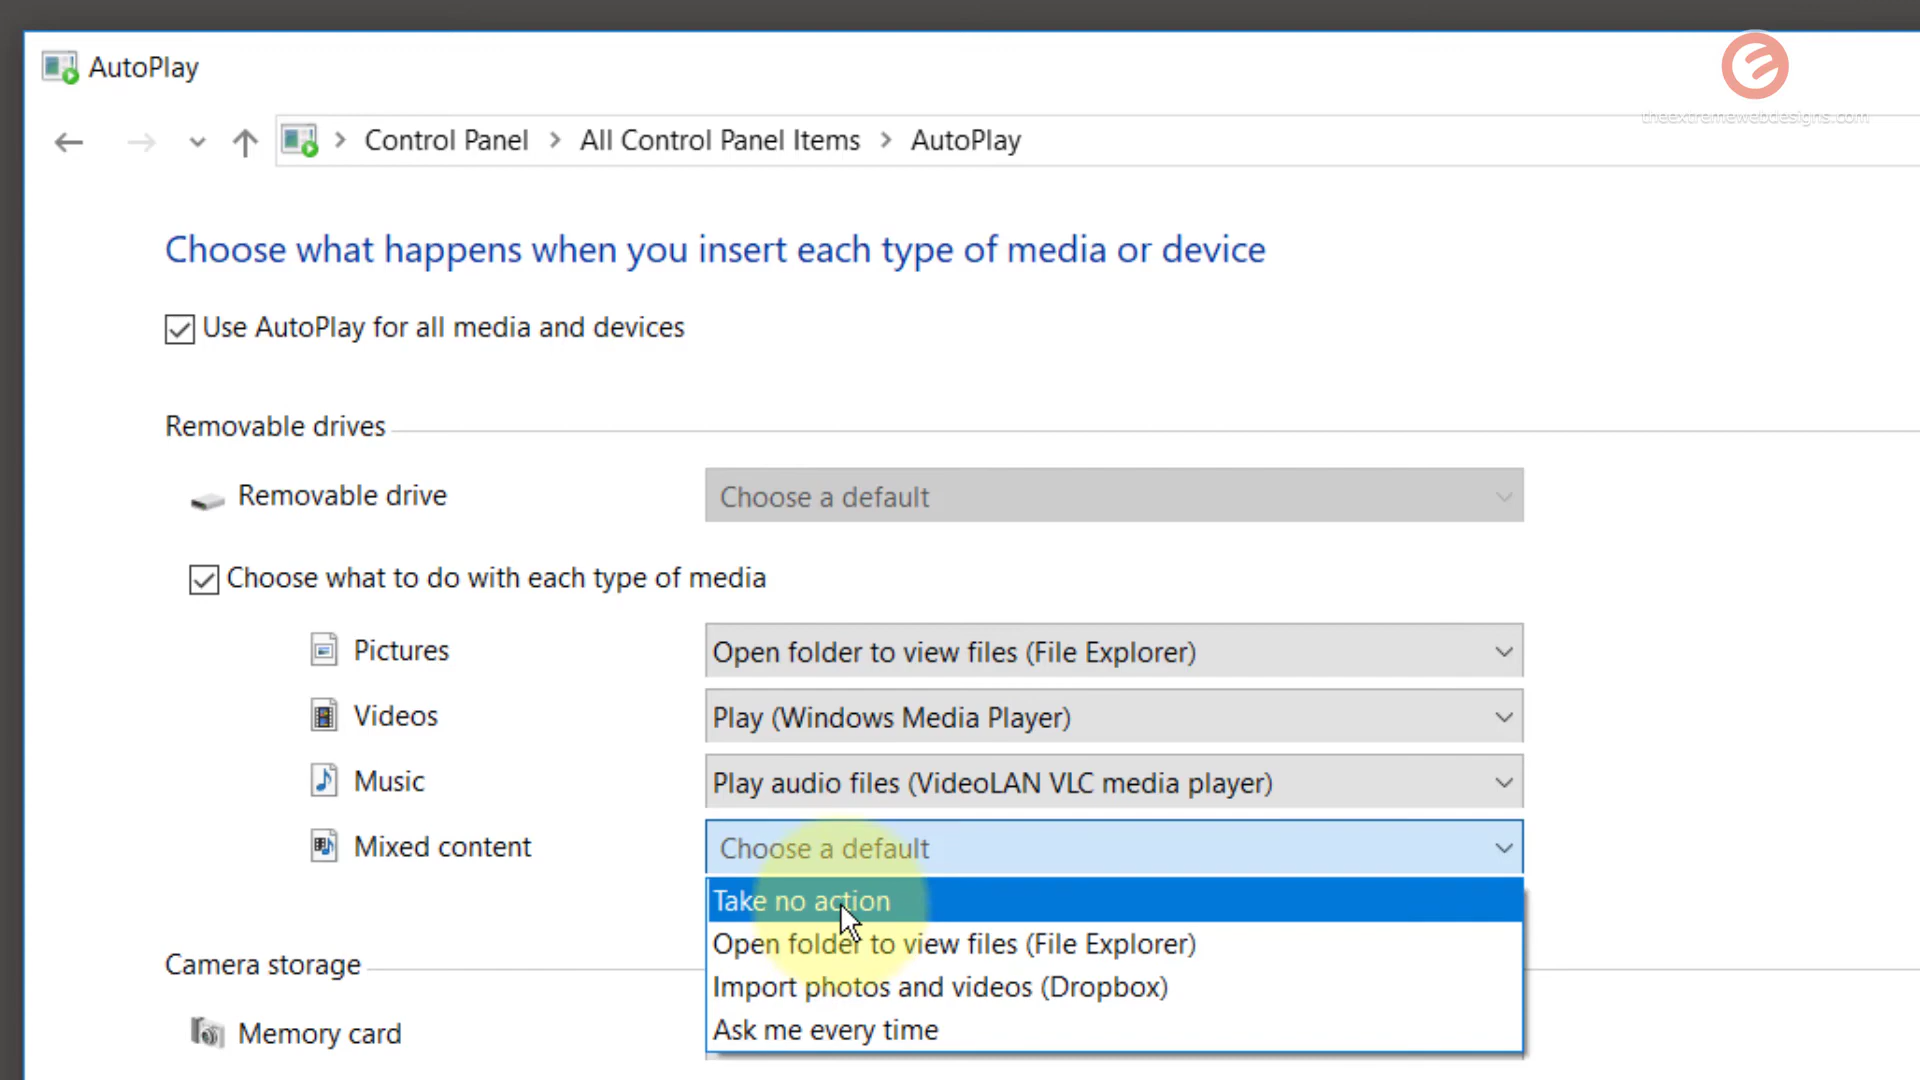 AutoPlay
theextremewebdesigns.com
Control Panel > All Control Panel Items > AutoPlay
Choose what happens when you insert each type of media or device
Use AutoPlay for all media and devices
Removable drives
Removable drive Choose a default
Choose what to do with each type of media
Pictures Open folder to view files (File Explorer)
Videos Play (Windows Media Player)
Music Play audio files (VideoLAN VLC media player)
Mixed content Choose a default
Take no action
Open folder to view files (File Explorer)
Camera storage
Import photos and videos (Dropbox)
Memory card
Ask me every time